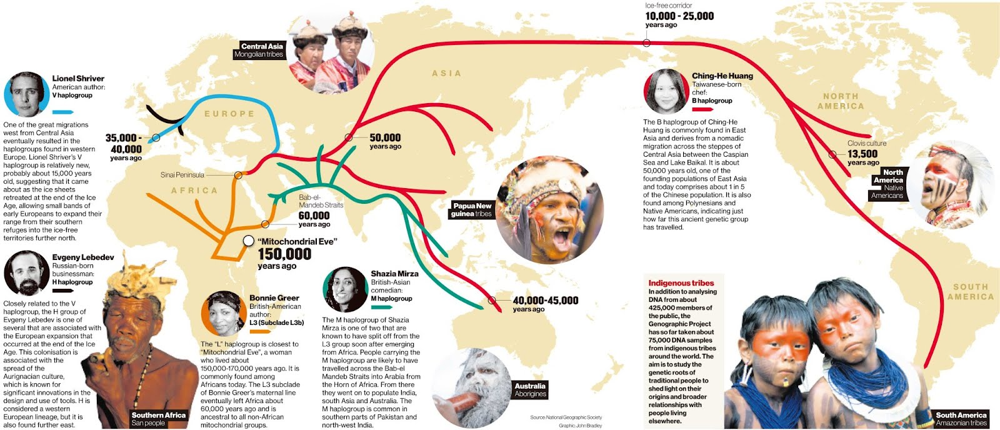 Ice-free corridor
10,000 - 25,000
years ago
Central Asia
Mongolian tribes
ASIA
Lionel Shriver
American author:
V haplogroup
One of the great migrations
west from Central Asia
eventually resulted in the
haplogroups found in western
Europe. Lionel Shriver's V
haplogroup is relatively new,
probably about 15,000 years
old, suggesting that it came
about as the ice sheets
retreated at the end of the Ice
Age, allowing small bands of
early Europeans to expand their
range from their southern
refuges into the ice-free
territories further north.
EUROPE
35,000 -
40,000
years ago
50,000
years ago
Sinai Peninsula
AFRICA
Bab-el-
Mandeb Straits
60,000
years ago
"Mitochondrial Eve"
150,000
years ago
Papua New
guinea tribes
Ching-He Huang
Taiwanese-born
chef:
B haplogroup
The B haplogroup of Ching-He
Huang is commonly found in East
Asia and derives from a nomadic
migration across the steppes of
Central Asia between the Caspian
Sea and Lake Baikal. It is about
50,000 years old, one of the
founding populations of East Asia
and today comprises about 1 in 5
of the Chinese population. It is also
found among Polynesians and
Native Americans, indicating just
how far this ancient genetic group
has travelled.
NORTH
AMERICA
Clovis culture
13,500
years ago
North
America
Native
Americans
Evgeny Lebedev
Russian-born
businessman:
H haplogroup
Closely related to the V
haplogroup, the H group of
Evgeny Lebedev is one of
several that are associated with
the European expansion that
occurred at the end of the Ice
Age. This colonisation is
associated with the
spread of the
Aurignacian culture,
which is known for
significant innovations in the
design and use of tools. H is
considered a western
European lineage, but it is
also found further east.
Southern Africa
San people
Bonnie Greer
British-American
author:
L3 (Subclade L3b)
The "L" haplogroup is closest to
"Mitochondrial Eve", a woman
who lived about
150,000-170,000 years ago. It is
commonly found among
Africans today. The L3 subclade
of Bonnie Greer's maternal line
eventually left Africa about
60,000 years ago and is
ancestral to all non-African
mitochondrial groups.
Shazia Mirza
British-Asian
comedian:
M haplogroup
The M haplogroup of Shazia
Mirza is one of two that are
known to have split off from the
L3 group soon after emerging
from Africa. People carrying the
M haplogroup are likely to have
travelled across the Bab-el
Mandeb Straits into Arabia from
the Horn of Africa. From there
they went on to populate India,
south Asia and Australia. The
M haplogroup is common in
southern parts of Pakistan and
north-west India.
40,000-45,000
years ago
Australia
Aborigines
Source: National Geographic Society
Graphic: John Bradley
Indigenous tribes
In addition to analysing
DNA from about
425,000 members of
the public, the
Genographic Project
has so far taken about
75,000 DNA samples
from indigenous tribes
around the world. The
aim is to study the
genetic roots of
traditional people to
shed light on their
origins and broader
relationships with
people living
elsewhere.
SOUTH
AMERICA
South America
Amazonian tribes